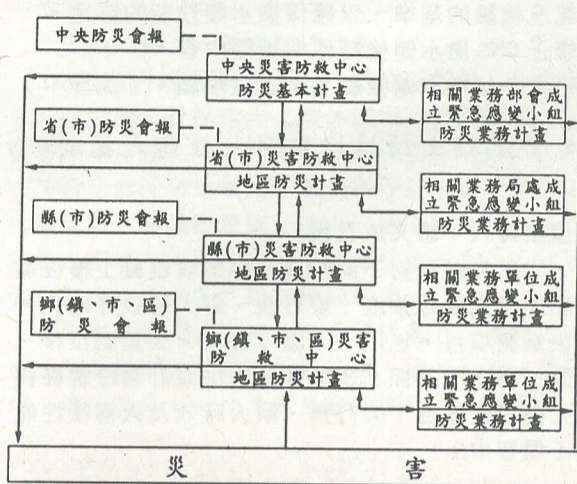 中央防災會報
中央災害防救中心
防災基本計畫
相關業務部會成
立緊急應變小組
防災業務計畫
省(市)防災會報
省(市)災害防救中心
地區防災計畫
相關業務局處成
立緊急應變小組
防災業務計畫
縣(市)防災會報
縣(市)災害防救中心
地區防災計畫
相關業務單位成
立緊急應變小組
防災業務計畫
鄉(鎮市區)
防災會報
鄉(鎮市區)災害
防救中心
地區防災計畫
相關業務單位成
立緊急應變小組
防災業務計畫
災害